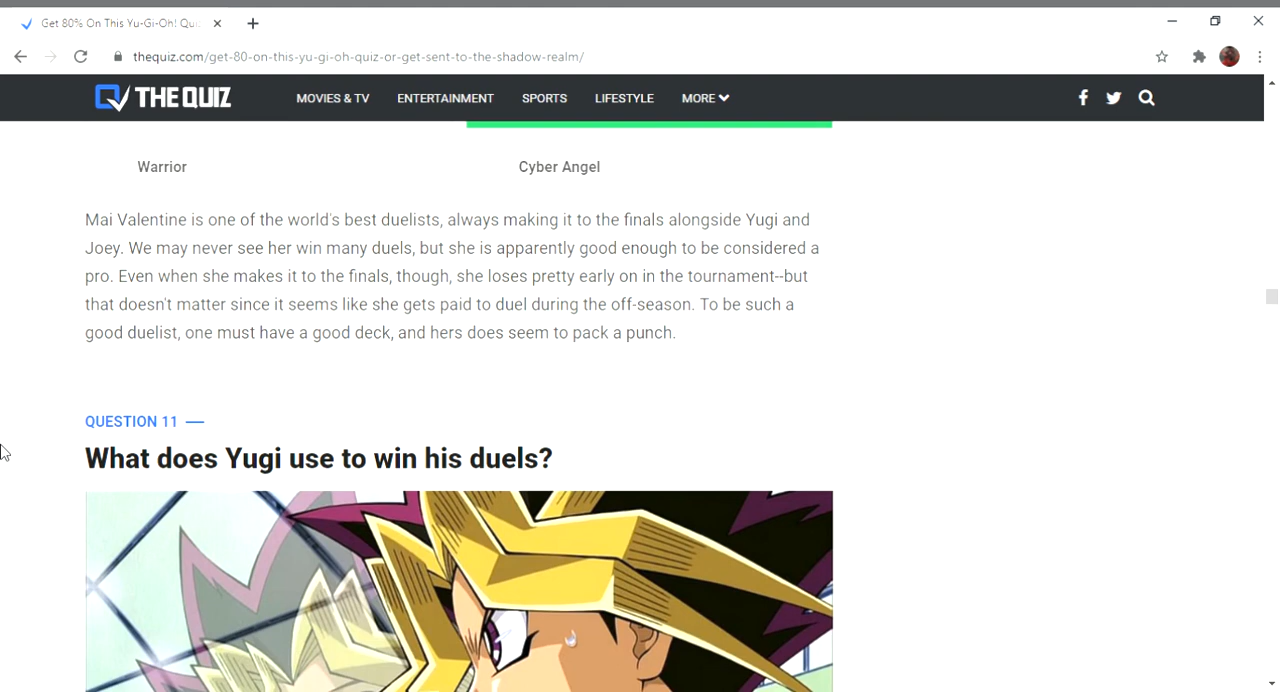 Get 80% On This Yu-Gi-Oh! Qu
thequiz.com/get-80-on-this-yu-gi-oh-quiz-or-get-sent-to-the-shadow-realm/
THE QUIZ MOVIES & TV ENTERTAINMENT SPORTS LIFESTYLE MORE
Warrior Cyber Angel
Mai Valentine is one of the world's best duelists, always making it to the finals alongside Yugi and
Joey. We may never see her win many duels, but she is apparently good enough to be considered a
pro. Even when she makes it to the finals, though, she loses pretty early on in the tournament--but
that doesn't matter since it seems like she gets paid to duel during the off-season. To be such a
good duelist, one must have a good deck, and hers does seem to pack a punch.
QUESTION 11 —
What does Yugi use to win his duels?